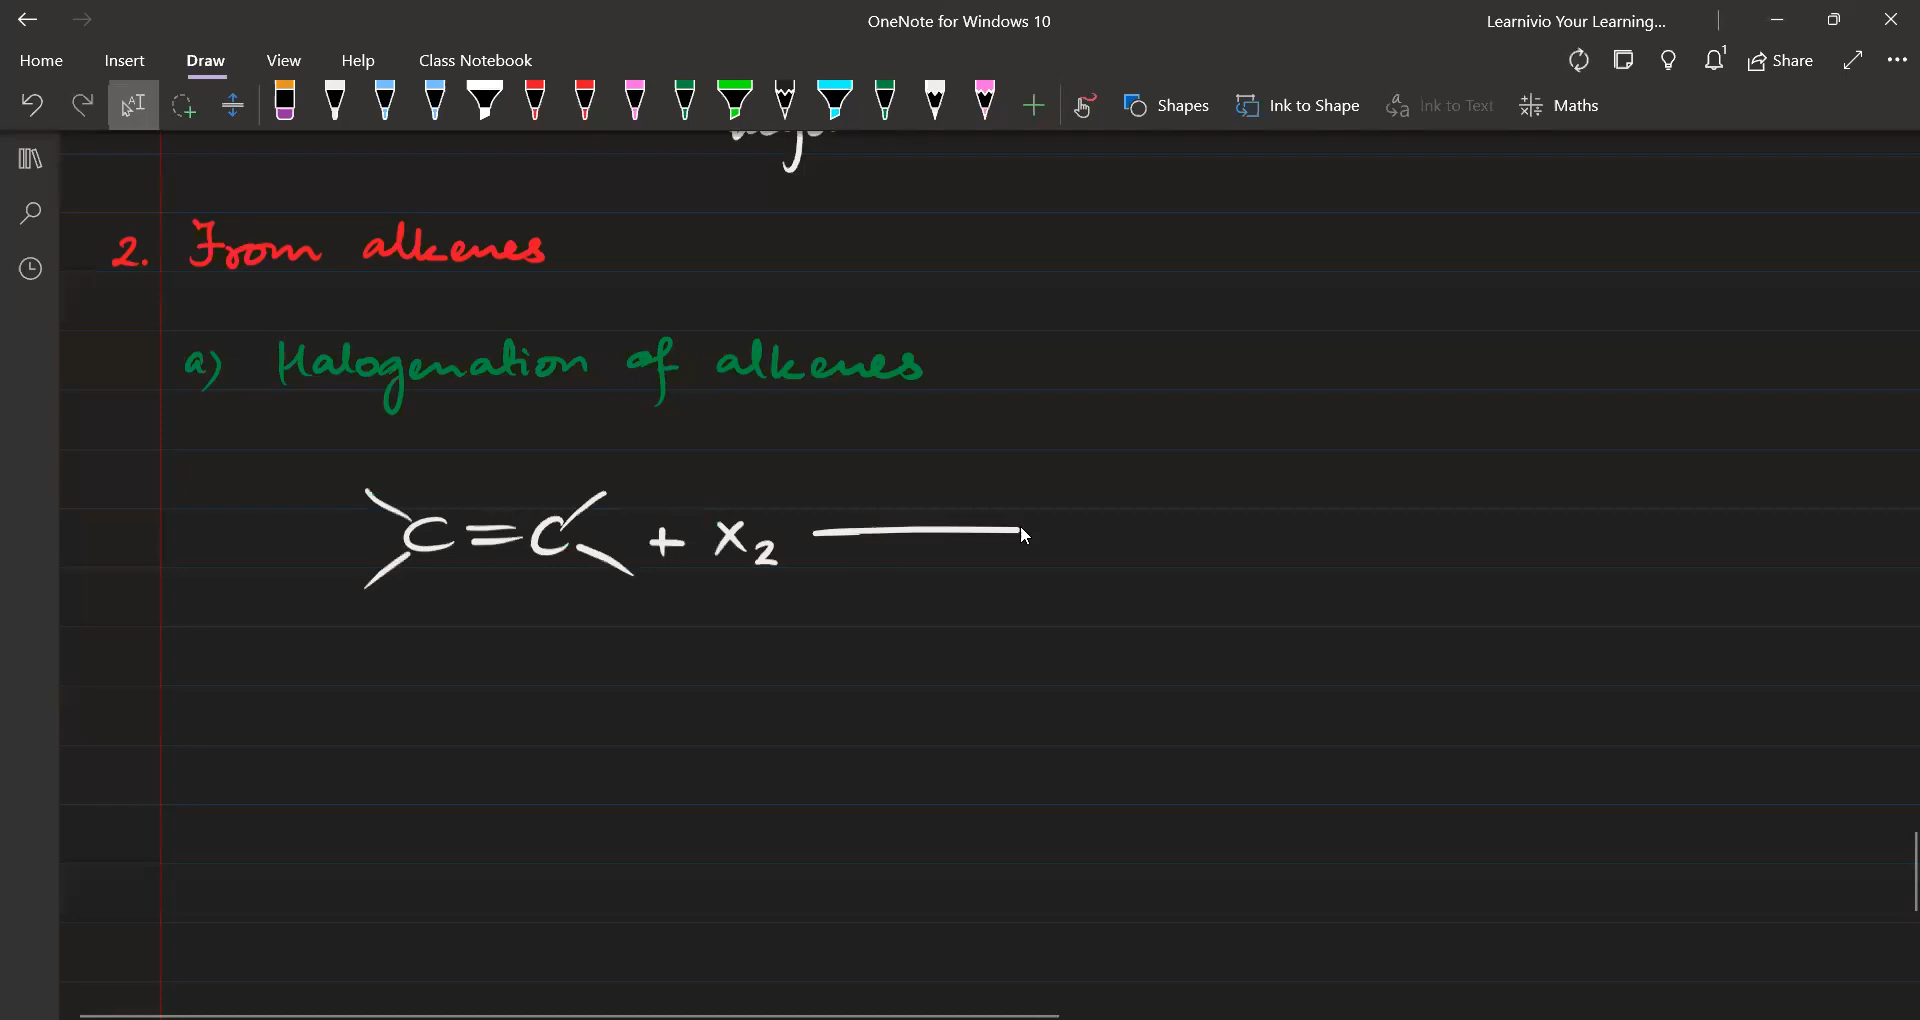 OneNote for Windows 10
Learnivio Your Learning...
Home Insert Draw View Help Class Notebook
1
Share
Shapes Ink to Shape Ink to Text Maths
2. From alkenes
a) Halogenation of alkenes
C=C + X2